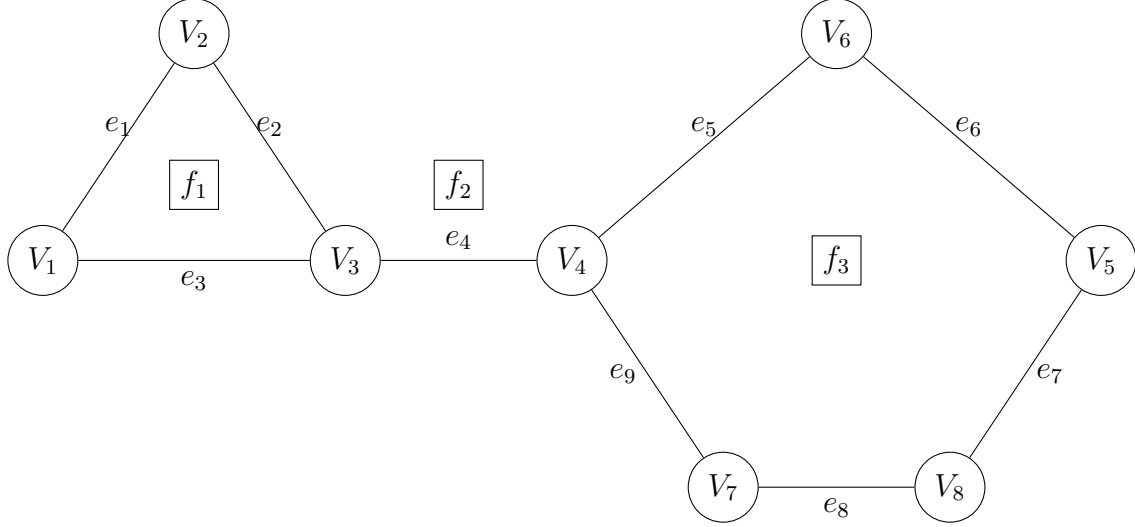 V₂
V₆
e₁
e₂
e₅
e₆
f₁
f₂
e₄
V₁
V₃
V₄
f₃
V₅
e₃
e₉
e₇
V₇
V₈
e₈